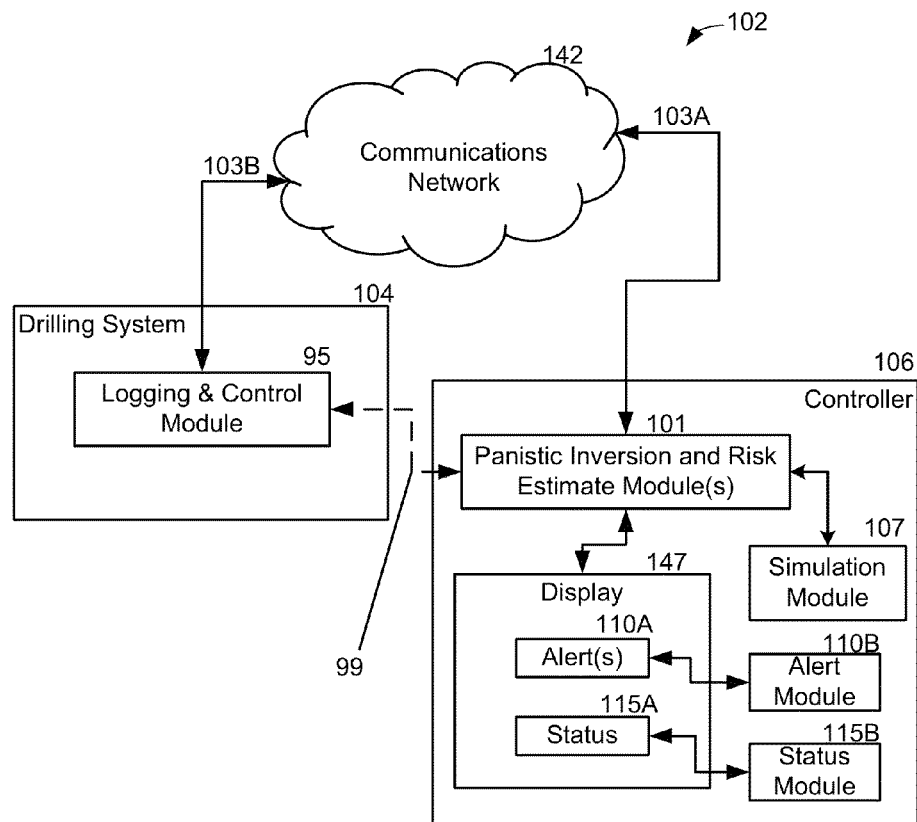 102
142
103A
Communications
Network
103B
104
Drilling System
95
Logging & Control
Module
106
Controller
101
Panistic Inversion and Risk
Estimate Module(s)
107
Simulation
Module
147
Display
110A
Alert(s)
110B
Alert
Module
99
115A
Status
115B
Status
Module